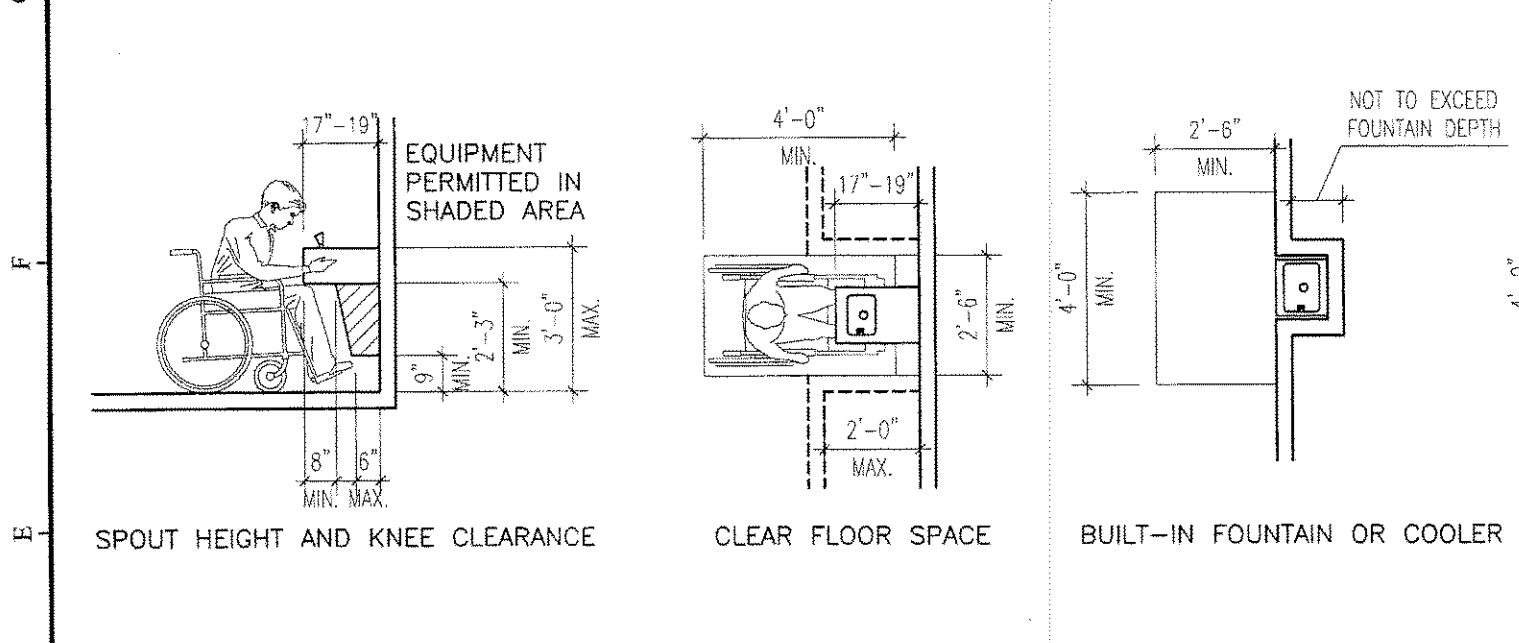 17"-19"
EQUIPMENT
PERMITTED IN
SHADED AREA
9"
MIN.
2'-3"
MIN.
3'-0"
MAX.
8"
MIN.
6"
MAX.
SPOUT HEIGHT AND KNEE CLEARANCE
4'-0"
MIN.
17"-19"
2'-6"
MIN.
2'-0"
MAX.
CLEAR FLOOR SPACE
NOT TO EXCEED
FOUNTAIN DEPTH
2'-6"
MIN.
4'-0"
MIN.
BUILT-IN FOUNTAIN OR COOLER
F
E